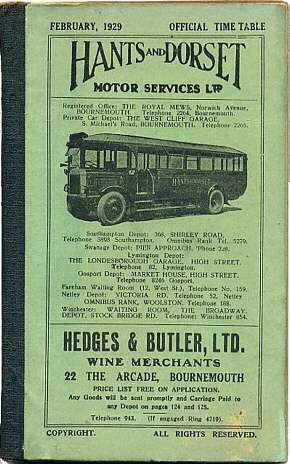 FEBRUARY, 1929 OFFICIAL TIME TABLE
HANTS AND DORSET
MOTOR SERVICES LTD
Registered Office: THE ROYAL MEWS, Norwich Avenue,
BOURNEMOUTH. Telephone 2264, Bournemouth.
Private Car Depot: THE WEST CLIFF GARAGE,
S. Michael's Road, BOURNEMOUTH. Telephone 2265.
HANTS & DORSET
Southampton Depot: 368, SHIRLEY ROAD,
Telephone 3898 Southampton, Omnibus Rank Tel. 5279.
Swanage Depot: PIER APPROACH. 'Phone 2.8.
Lymington Depot:
THE LONDESBOROUGH GARAGE, HIGH STREET.
Telephone 82, Lymington.
Gosport Depot: MARKET HOUSE, HIGH STREET.
Telephone 8246 Gosport.
Fareham Waiting Room (12, West St.), Telephone No. 159.
Netley Depot: VICTORIA RD. Telephone 52, Netley
OMNIBUS RANK, WOOLSTON, Telephone 188.
Winchester: WAITING ROOM, THE BROADWAY.
DEPOT, STOCK BRIDGE RD. Telephone: Winchester 454.
HEDGES & BUTLER, LTD.
WINE MERCHANTS
22 THE ARCADE, BOURNEMOUTH
PRICE LIST FREE ON APPLICATION.
Any Goods will be sent promptly and Carriage Paid to
any Depot on pages 124 and 125.
Telephone 943. (If engaged Ring 4719).
COPYRIGHT. ALL RIGHTS RESERVED.